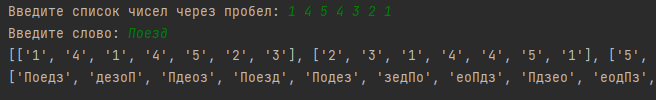 Введите список чисел через пробел: 1 4 5 4 3 2 1
Введите слово: Поезд
[['1', '4', '1', '4', '5', '2', '3'], ['2', '3', '1', '4', '4', '5', '1'], ['5',
['Поедз', 'дезоП', 'Пдеоз', 'Поезд', 'Подез', 'зедПо', 'еоПдз', 'Пдзео', 'еодПз',